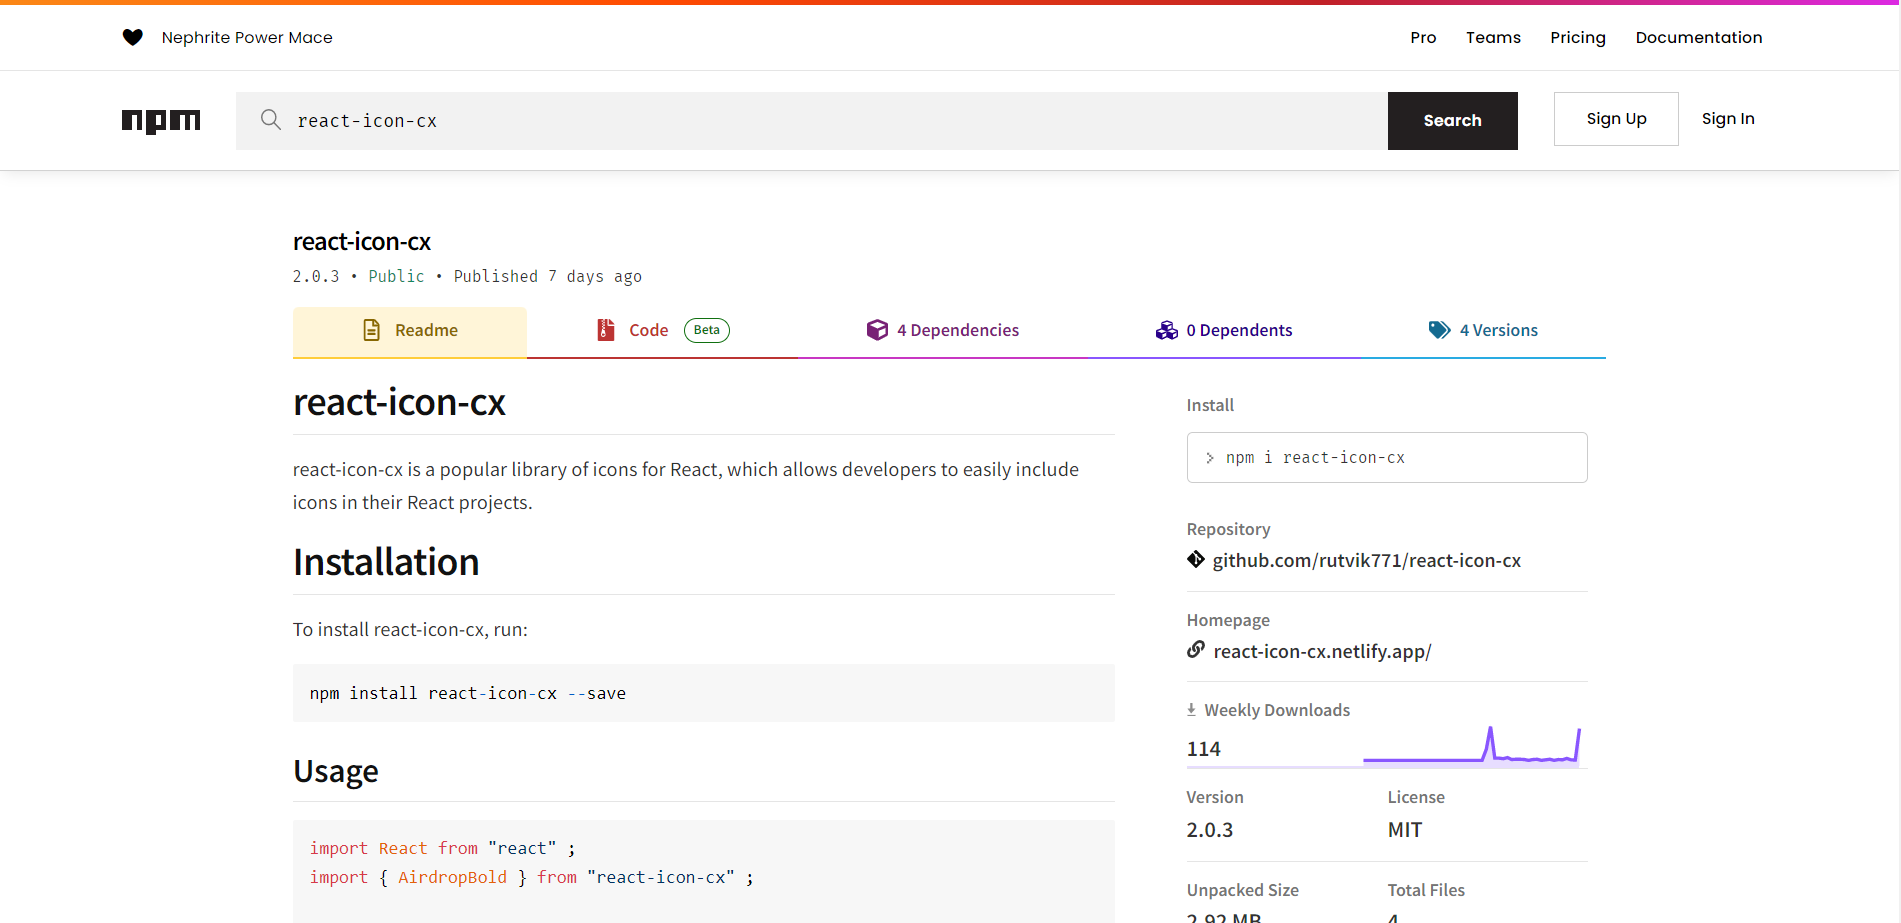 Nephrite Power Mace
Pro Teams Pricing Documentation
npm
react-icon-cx
Search
Sign Up
Sign In
react-icon-cx
2.0.3 • Public • Published 7 days ago
Readme
Code Beta
4 Dependencies
0 Dependents
4 Versions
react-icon-cx
react-icon-cx is a popular library of icons for React, which allows developers to easily include
icons in their React projects.
Installation
To install react-icon-cx, run:
npm install react-icon-cx --save
Usage
import React from "react" ;
import { AirdropBold } from "react-icon-cx" ;
Install
> npm i react-icon-cx
Repository
github.com/rutvik771/react-icon-cx
Homepage
react-icon-cx.netlify.app/
Weekly Downloads
114
Version
2.0.3
License
MIT
Unpacked Size
2.92 MB
Total Files
4